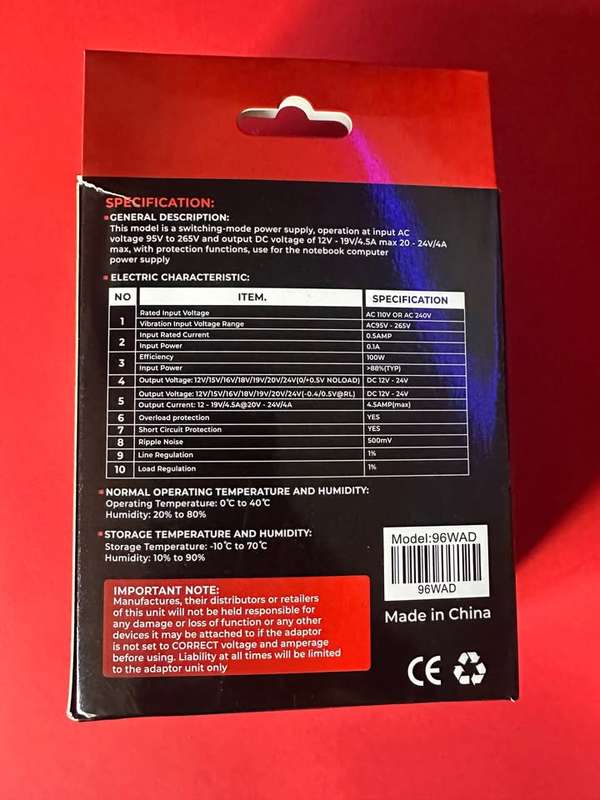 SPECIFICATION:
GENERAL DESCRIPTION:
This model is a switching-mode power supply, operation at input AC
voltage 95V to 265V and output DC voltage of 12V - 19V/4.5A max 20 - 24V/4A
max, with protection functions, use for the notebook computer
power supply
ELECTRIC CHARACTERISTIC:
NO ITEM. SPECIFICATION
1 Rated Input Voltage AC 110V OR AC 240V
Vibration Input Voltage Range AC95V - 265V
2 Input Rated Current 0.5AMP
Input Power 0.1A
3 Efficiency 100W
Input Power >88%(TYP)
4 Output Voltage: 12V/15V/16V/18V/19V/20V/24V(0/+0.5V NOLOAD) DC 12V - 24V
5 Output Voltage: 12V/15V/16V/18V/19V/20V/24V(-0.4/0.5V@RL) DC 12V - 24V
Output Current: 12 - 19V/4.5A@20V - 24V/4A 4.5AMP(max)
6 Overload protection YES
7 Short Circuit Protection YES
8 Ripple Noise 500mV
9 Line Regulation 1%
10 Load Regulation 1%
NORMAL OPERATING TEMPERATURE AND HUMIDITY:
Operating Temperature: 0℃ to 40℃
Humidity: 20% to 80%
STORAGE TEMPERATURE AND HUMIDITY:
Storage Temperature: -10℃ to 70℃
Humidity: 10% to 90%
IMPORTANT NOTE:
Manufactures, their distributors or retailers
of this unit will not be held responsible for
any damage or loss of function or any other
devices it may be attached to if the adaptor
is not set to CORRECT voltage and amperage
before using. Liability at all times will be limited
to the adaptor unit only
Model:96WAD
96WAD
Made in China
CE